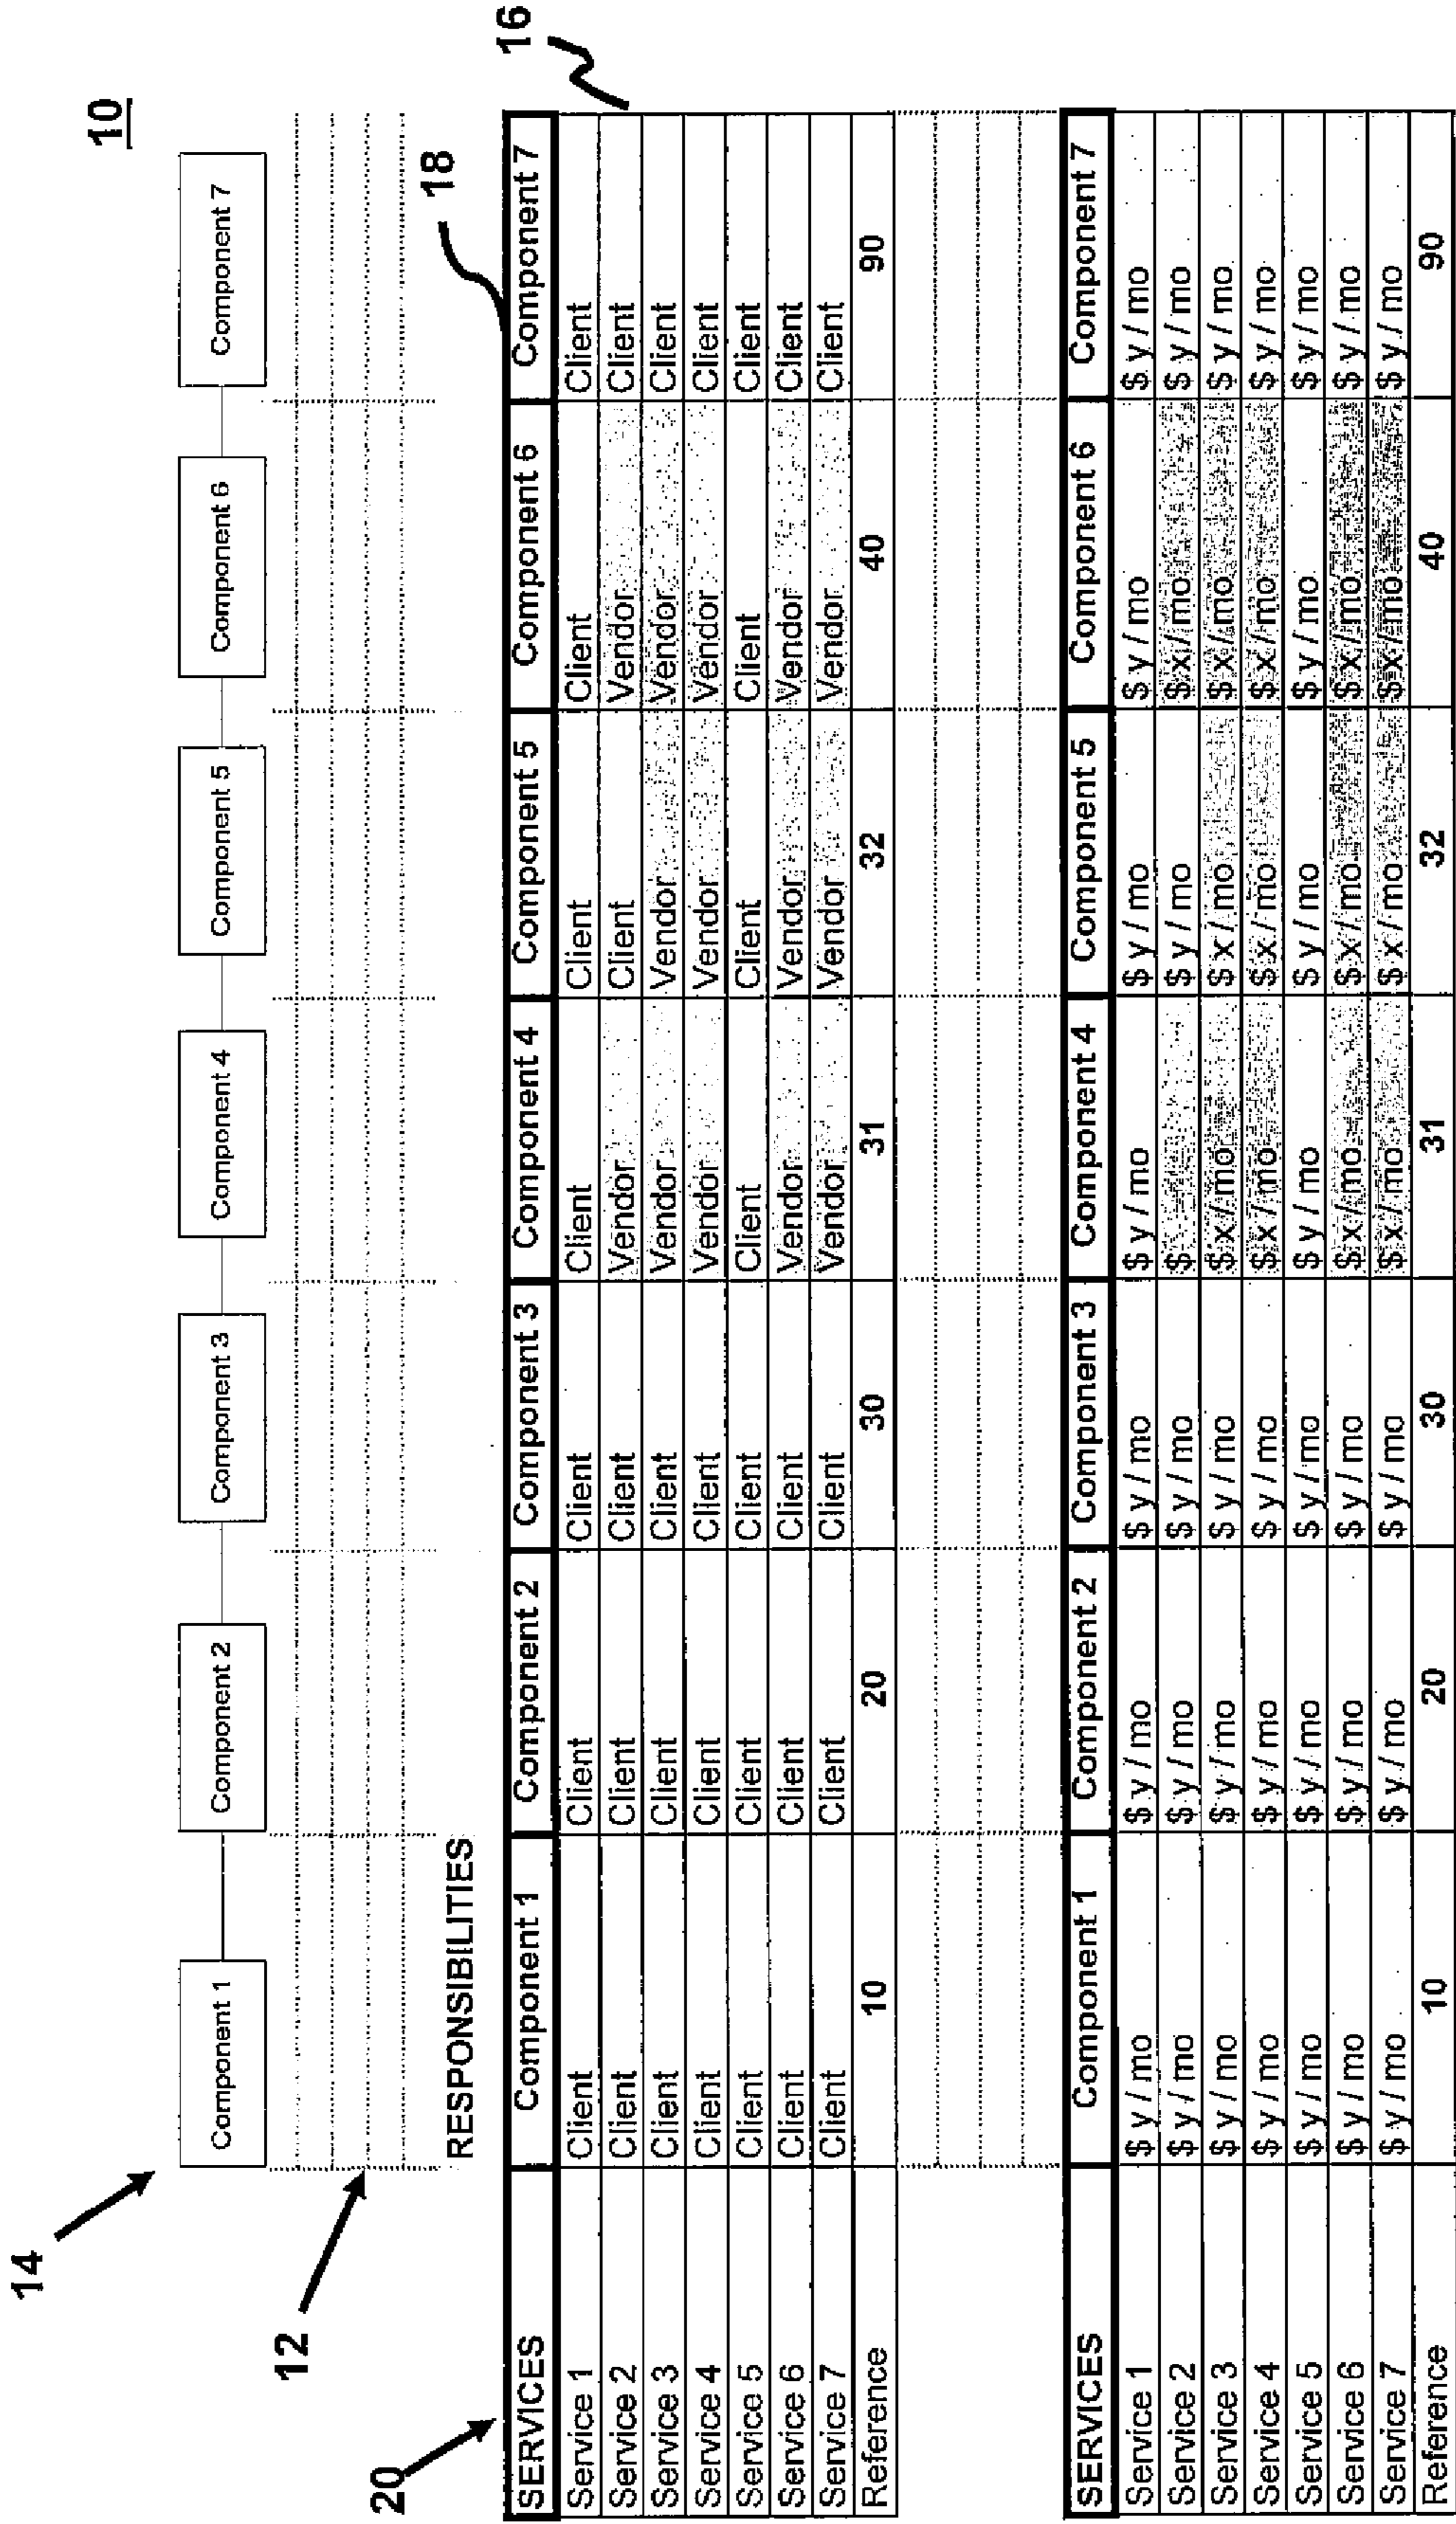 10
14
Component 1 Component 2 Component 3 Component 4 Component 5 Component 6 Component 7
12
18
16
RESPONSIBILITIES
20
SERVICES Component 1 Component 2 Component 3 Component 4 Component 5 Component 6 Component 7
Service 1 Client Client Client Client Client Client Client
Service 2 Client Client Client Vendor Client Vendor Client
Service 3 Client Client Client Vendor Vendor Vendor Client
Service 4 Client Client Client Vendor Vendor Vendor Client
Service 5 Client Client Client Client Client Client Client
Service 6 Client Client Client Vendor Vendor Vendor Client
Service 7 Client Client Client Vendor Vendor Vendor Client
Reference 10 20 30 31 32 40 90
SERVICES Component 1 Component 2 Component 3 Component 4 Component 5 Component 6 Component 7
Service 1 $ y / mo $ y / mo $ y / mo $ y / mo $ y / mo $ y / mo $ y / mo
Service 2 $ y / mo $ y / mo $ y / mo $ $ y / mo $ x / mo $ y / mo
Service 3 $ y / mo $ y / mo $ y / mo $ x / mo $ x / mo $ x / mo $ y / mo
Service 4 $ y / mo $ y / mo $ y / mo $ x / mo $ x / mo $ x / mo $ y / mo
Service 5 $ y / mo $ y / mo $ y / mo $ y / mo $ y / mo $ y / mo $ y / mo
Service 6 $ y / mo $ y / mo $ y / mo $ x / mo $ x / mo $ x / mo $ y / mo
Service 7 $ y / mo $ y / mo $ y / mo $ x / mo $ x / mo $ x / mo $ y / mo
Reference 10 20 30 31 32 40 90